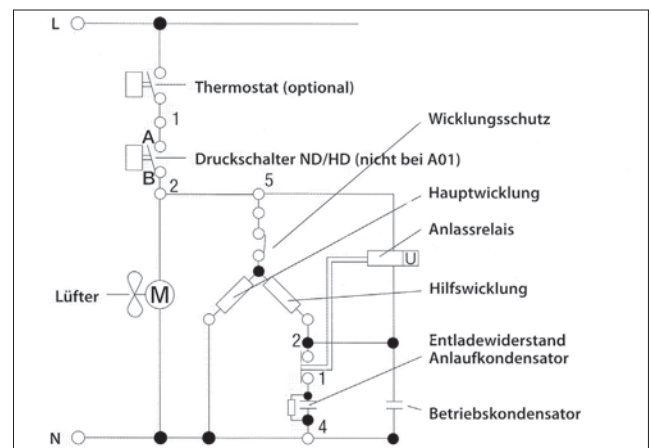 L
Thermostat (optional)
1
A
Druckschalter ND/HD (nicht bei A01)
B
2
5
Wicklungsschutz
Hauptwicklung
Anlassrelais
U
Hilfswicklung
Lüfter
M
2
Entladewiderstand
Anlaufkondensator
1
Betriebskondensator
4
N